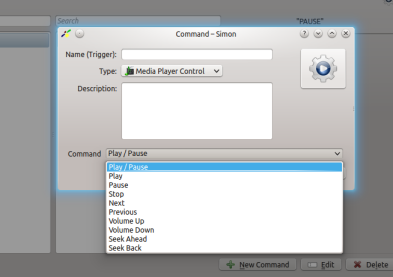 Search
"PAUSE"
Command – Simon
Name (Trigger):
Type: Media Player Control
Description:
Command Play / Pause
Play / Pause
Play
Pause
Stop
Next
Previous
Volume Up
Volume Down
Seek Ahead
Seek Back
New Command Edit Delete